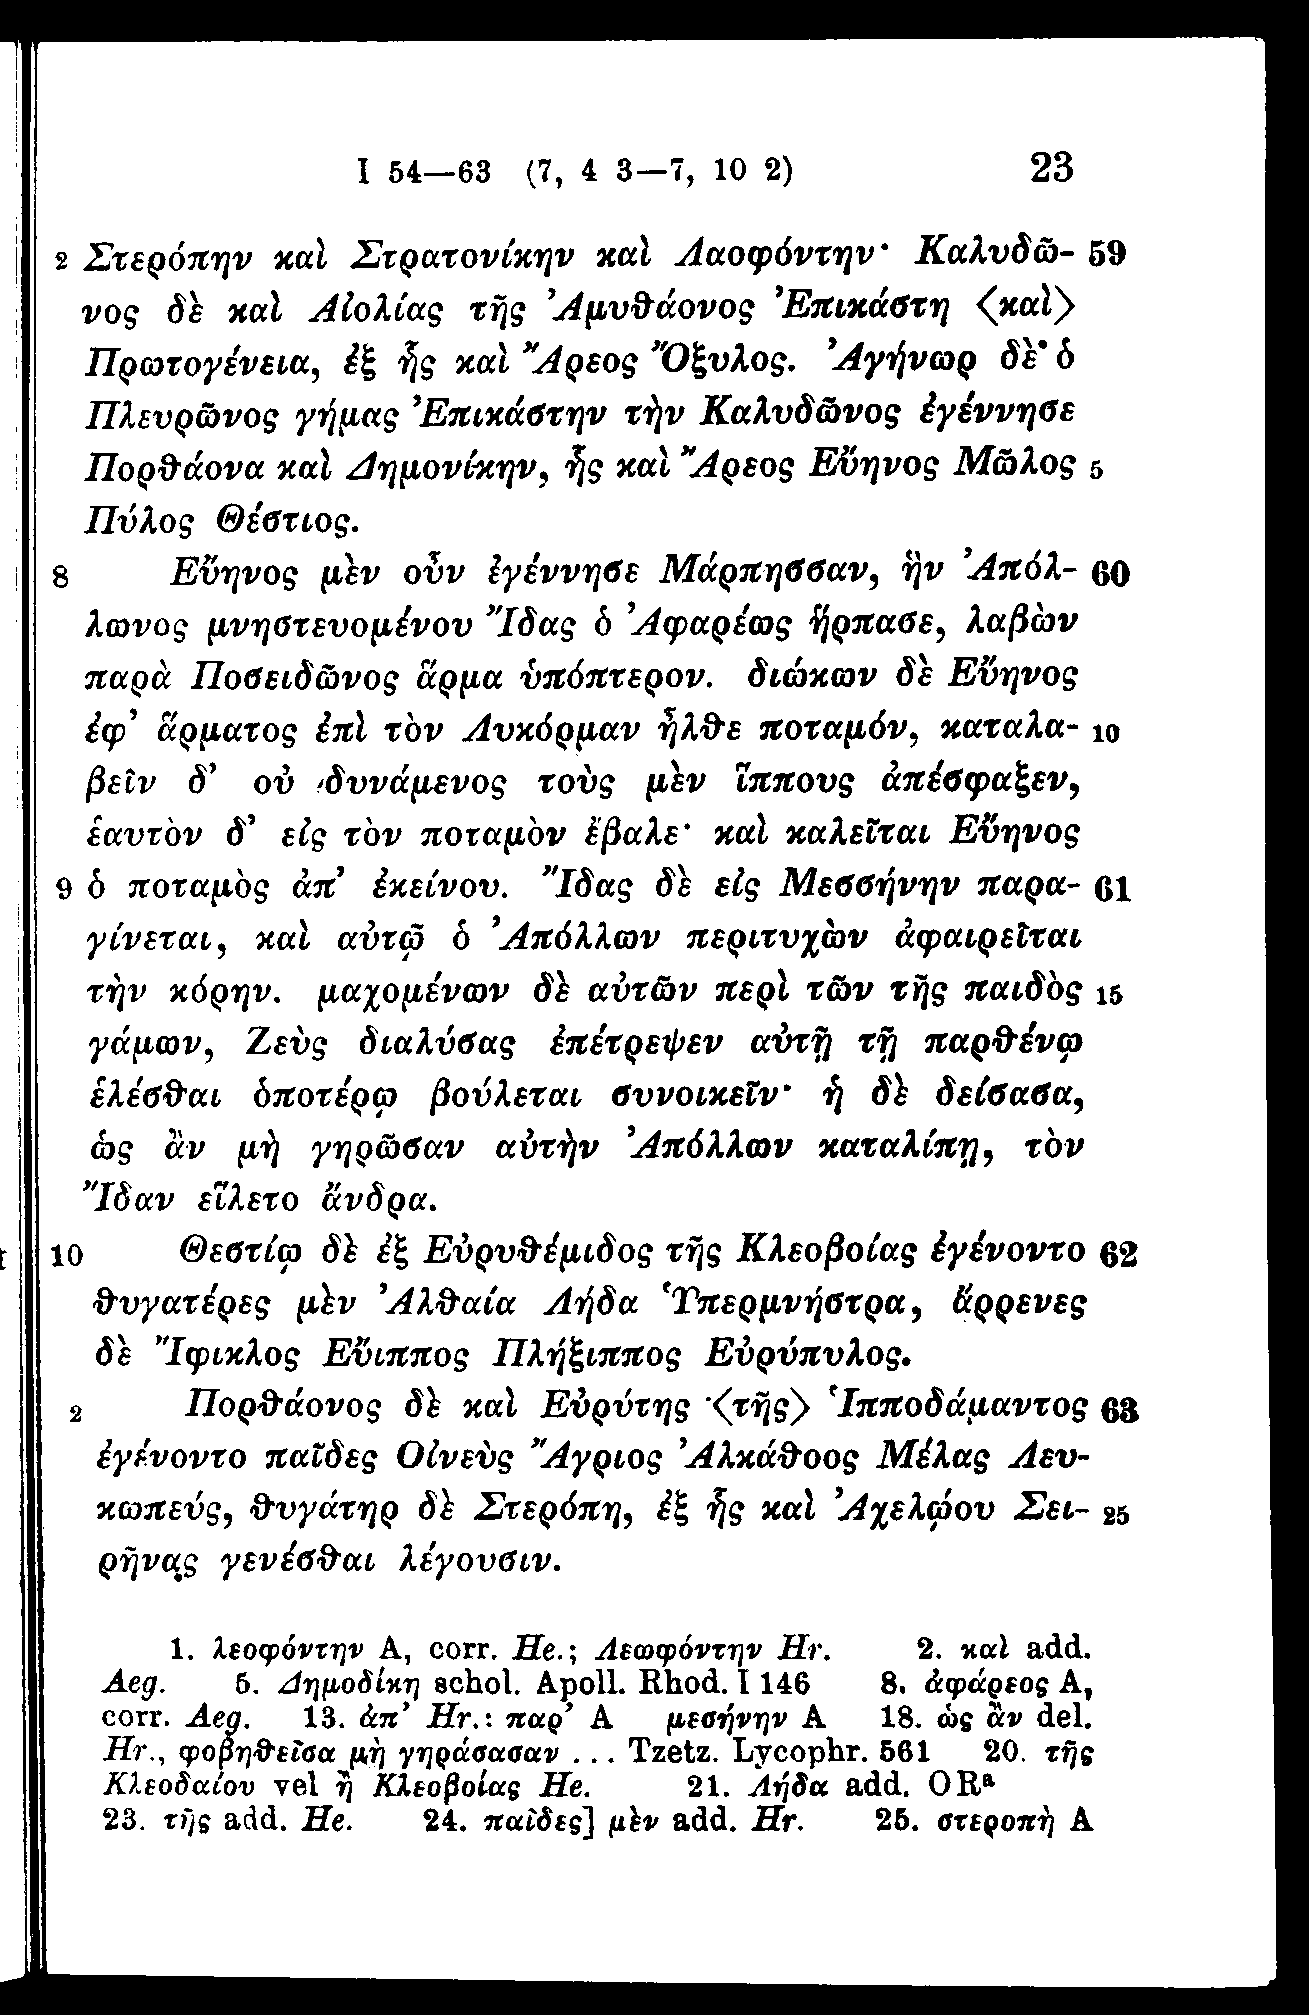 I 54—63 (7, 4 3—7, 10 2) 23
2 Στερόπην καὶ Στρατονίκην καὶ Λαοφόντην· Καλυδῶ- 59
νος δὲ καὶ Αἰολίας τῆς Ἀμυθάονος Ἐπικάστη ⟨καὶ⟩
Πρωτογένεια, ἐξ ἧς καὶ Ἄρεος Ὄξυλος. Ἀγήνωρ δὲ ὁ
Πλευρῶνος γήμας Ἐπικάστην τὴν Καλυδῶνος ἐγέννησε
Πορθάονα καὶ Δημονίκην, ἧς καὶ Ἄρεος Εὔηνος Μῶλος 5
Πύλος Θέστιος.
8 Εὔηνος μὲν οὖν ἐγέννησε Μάρπησσαν, ἣν Ἀπόλ- 60
λωνος μνηστευομένου Ἴδας ὁ Ἀφαρέως ἥρπασε, λαβὼν
παρὰ Ποσειδῶνος ἅρμα ὑπόπτερον. διώκων δὲ Εὔηνος
ἐφ’ ἅρματος ἐπὶ τὸν Λυκόρμαν ἦλθε ποταμόν, καταλα- 10
βεῖν δ’ οὐ δυνάμενος τοὺς μὲν ἵππους ἀπέσφαξεν,
ἑαυτὸν δ’ εἰς τὸν ποταμὸν ἔβαλε· καὶ καλεῖται Εὔηνος
9 ὁ ποταμὸς ἀπ’ ἐκείνου. Ἴδας δὲ εἰς Μεσσήνην παρα- 61
γίνεται, καὶ αὐτῷ ὁ Ἀπόλλων περιτυχὼν ἀφαιρεῖται
τὴν κόρην. μαχομένων δὲ αὐτῶν περὶ τῶν τῆς παιδὸς 15
γάμων, Ζεὺς διαλύσας ἐπέτρεψεν αὐτῇ τῇ παρθένῳ
ἑλέσθαι ὁποτέρῳ βούλεται συνοικεῖν· ἡ δὲ δείσασα,
ὡς ἂν μὴ γηρῶσαν αὐτὴν Ἀπόλλων καταλίπῃ, τὸν
Ἴδαν εἵλετο ἄνδρα.
10 Θεστίῳ δὲ ἐξ Εὐρυθέμιδος τῆς Κλεοβοίας ἐγένοντο 62
θυγατέρες μὲν Ἀλθαία Λήδα Ὑπερμνήστρα, ἄρρενες
δὲ Ἴφικλος Εὔιππος Πλήξιππος Εὐρύπυλος.
2 Πορθάονος δὲ καὶ Εὐρύτης ⟨τῆς⟩ Ἱπποδάμαντος 63
ἐγένοντο παῖδες Οἰνεὺς Ἄγριος Ἀλκάθοος Μέλας Λευ-
κωπεύς, θυγάτηρ δὲ Στερόπη, ἐξ ἧς καὶ Ἀχελῴου Σει- 25
ρῆνας γενέσθαι λέγουσιν.
1. λεοφόντην A, corr. He.; Λεωφόντην Hr. 2. καὶ add.
Aeg. 5. Δημοδίκη schol. Apoll. Rhod. I 146 8. ἀφάρεος A,
corr. Aeg. 13. ἀπ’ Hr.: παρ’ A μεσήνην A 18. ὡς ἂν del.
Hr., φοβηθεῖσα μὴ γηράσασαν ... Tzetz. Lycophr. 561 20. τῆς
Κλεοδαίου vel ἢ Κλεοβοίας He. 21. Λήδα add. ORᵃ
23. τῆς add. He. 24. παῖδες] μὲν add. Hr. 25. στεροπὴ A